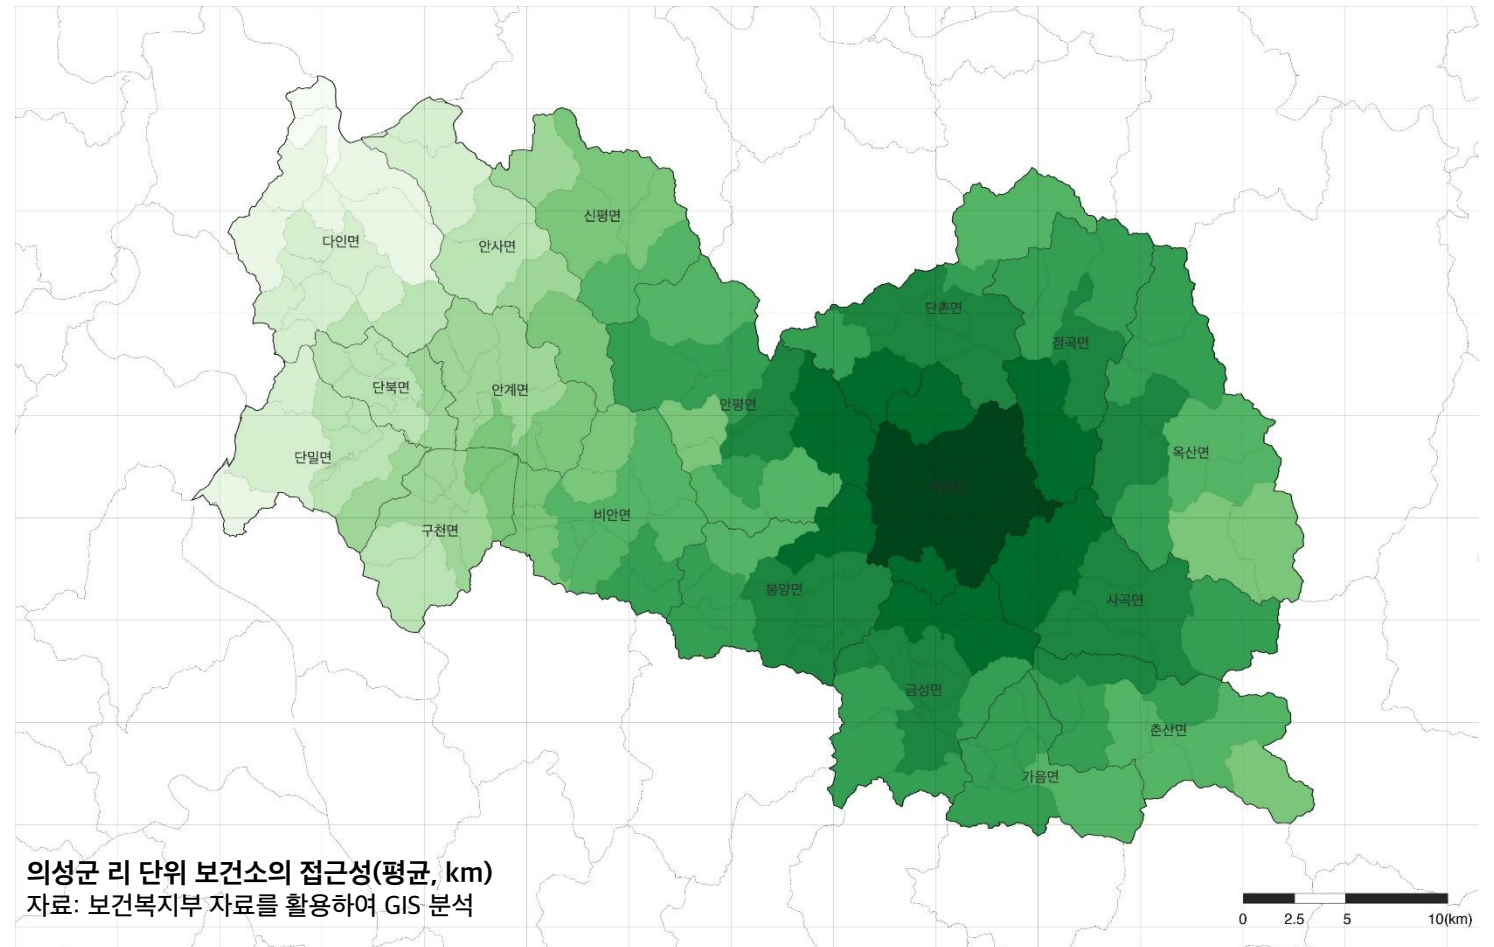 신평면
다인면
안사면
단촌면
점곡면
단북면
안계면
안평면
옥산면
단밀면
비안면
구천면
봉양면
사곡면
금성면
춘산면
가음면
의성군 리 단위 보건소의 접근성(평균, km)
자료: 보건복지부 자료를 활용하여 GIS 분석
0 2.5 5 10(km)